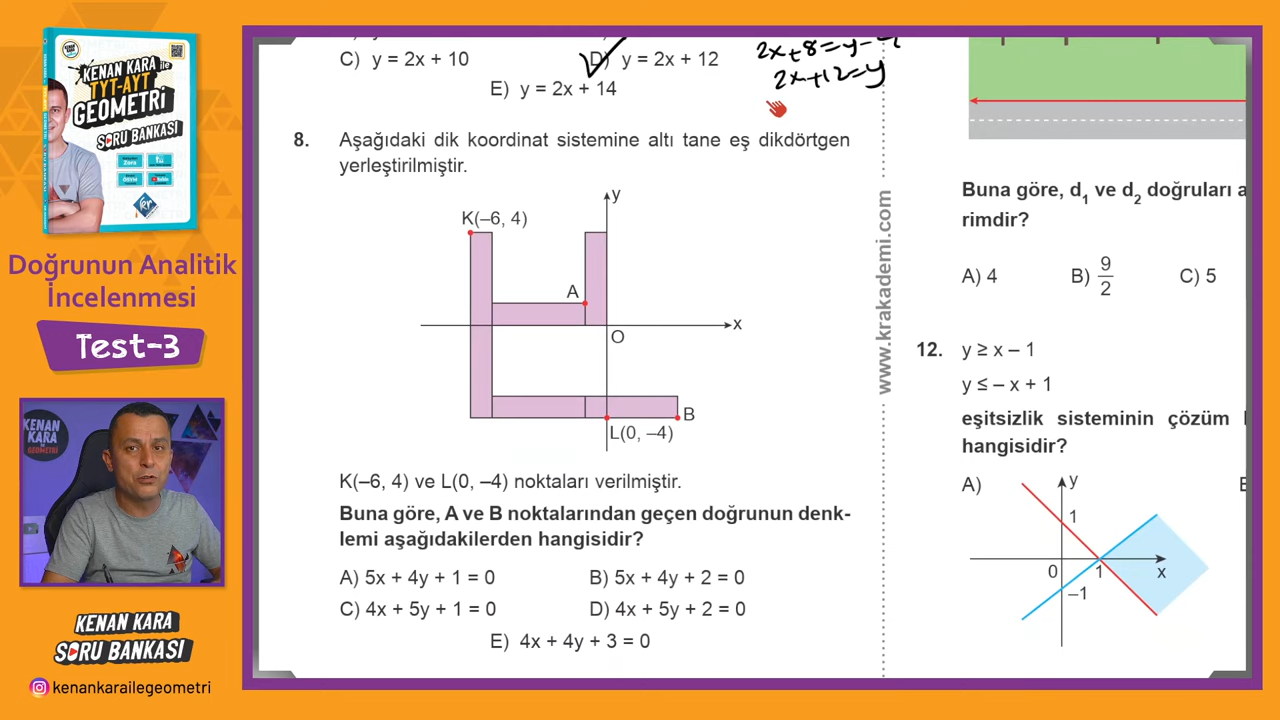 KENAN KARA ile
TYT-AYT
GEOMETRİ
SORU BANKASI
kr
Doğrunun Analitik
İncelenmesi
Test-3
KENAN
KARA
KENAN KARA
SORU BANKASI
kenankarailegeometri
C) y = 2x + 10
D) y = 2x + 12
E) y = 2x + 14
2x+12=y
8. Aşağıdaki dik koordinat sistemine altı tane eş dikdörtgen
yerleştirilmiştir.
y
K(–6, 4)
A
x
O
B
L(0, –4)
K(–6, 4) ve L(0, –4) noktaları verilmiştir.
Buna göre, A ve B noktalarından geçen doğrunun denk-
lemi aşağıdakilerden hangisidir?
A) 5x + 4y + 1 = 0
B) 5x + 4y + 2 = 0
C) 4x + 5y + 1 = 0
D) 4x + 5y + 2 = 0
E) 4x + 4y + 3 = 0
www.krakademi.com
Buna göre, d1 ve d2 doğruları a
rimdir?
A) 4
B) 9/2
C) 5
12. y ≥ x – 1
y ≤ – x + 1
eşitsizlik sisteminin çözüm
hangisidir?
A)
y
1
0
1
x
–1